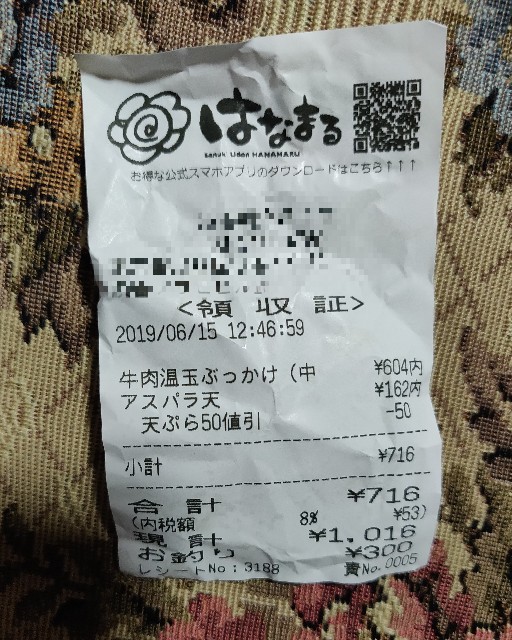 はなまる
Sanuki Udon HANAMARU
お得な公式スマホアプリのダウンロードはこちら↑↑↑
<領 収 証>
2019/06/15 12:46:59
牛肉温玉ぶっかけ(中 ¥604内
アスパラ天 ¥162内
天ぷら50値引 -50
小計 ¥716
合計 ¥716
(内税額 8% ¥53)
現計 ¥1,016
お釣り ¥300
レシートNo:3188 責No.0005